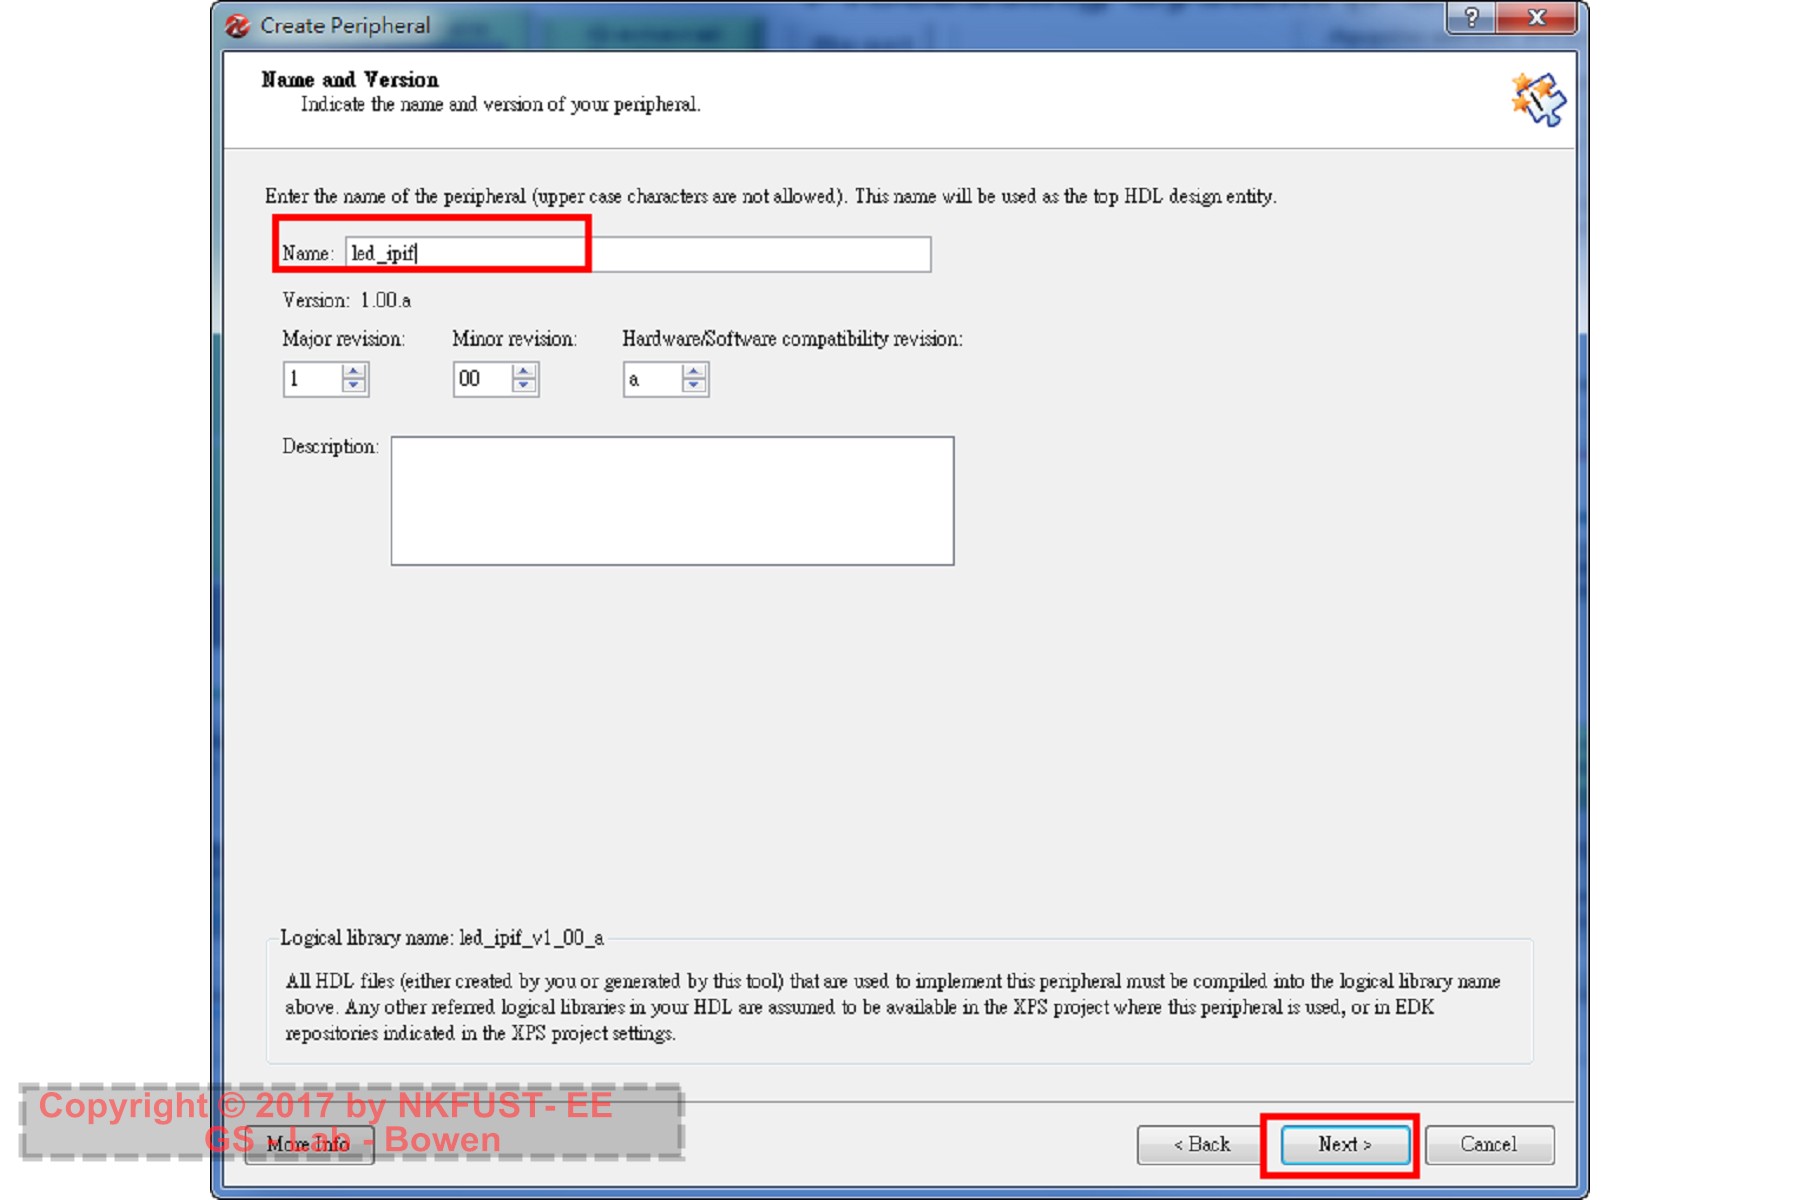 Create Peripheral
Name and Version
Indicate the name and version of your peripheral.
Enter the name of the peripheral (upper case characters are not allowed). This name will be used as the top HDL design entity.
Name: led_ipif
Version: 1.00.a
Major revision: Minor revision: Hardware/Software compatibility revision:
1 00 a
Description:
Logical library name: led_ipif_v1_00_a
All HDL files (either created by you or generated by this tool) that are used to implement this peripheral must be compiled into the logical library name
above. Any other referred logical libraries in your HDL are assumed to be available in the XPS project where this peripheral is used, or in EDK
repositories indicated in the XPS project settings.
Copyright © 2017 by NKFUST- EE
GS - Lab - Bowen
More Info < Back Next > Cancel